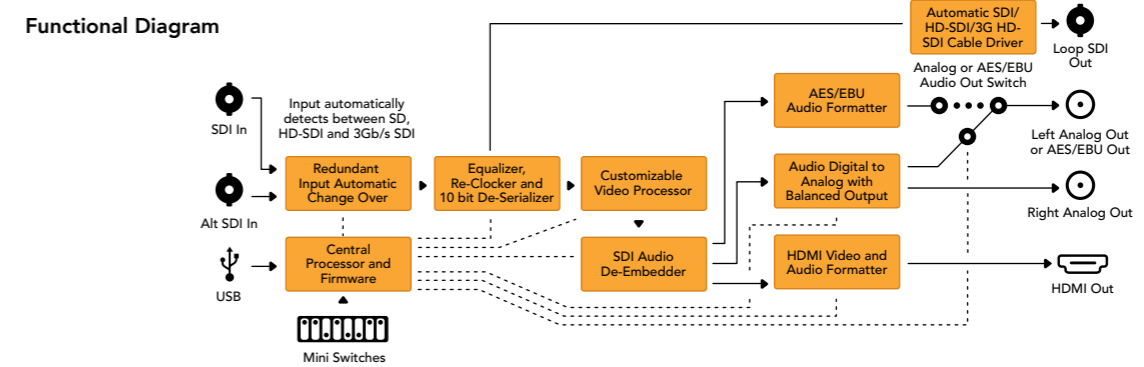 Functional Diagram
Automatic SDI/
HD-SDI/3G HD-
SDI Cable Driver
Loop SDI
Out
Analog or AES/EBU
Audio Out Switch
AES/EBU
Audio Formatter
Left Analog Out
or AES/EBU Out
SDI In
Input automatically
detects between SD,
HD-SDI and 3Gb/s SDI
Redundant
Input Automatic
Change Over
Equalizer,
Re-Clocker and
10 bit De-Serializer
Customizable
Video Processor
Audio Digital to
Analog with
Balanced Output
Right Analog Out
Alt SDI In
Central
Processor and
Firmware
SDI Audio
De-Embedder
HDMI Video and
Audio Formatter
HDMI Out
USB
Mini Switches